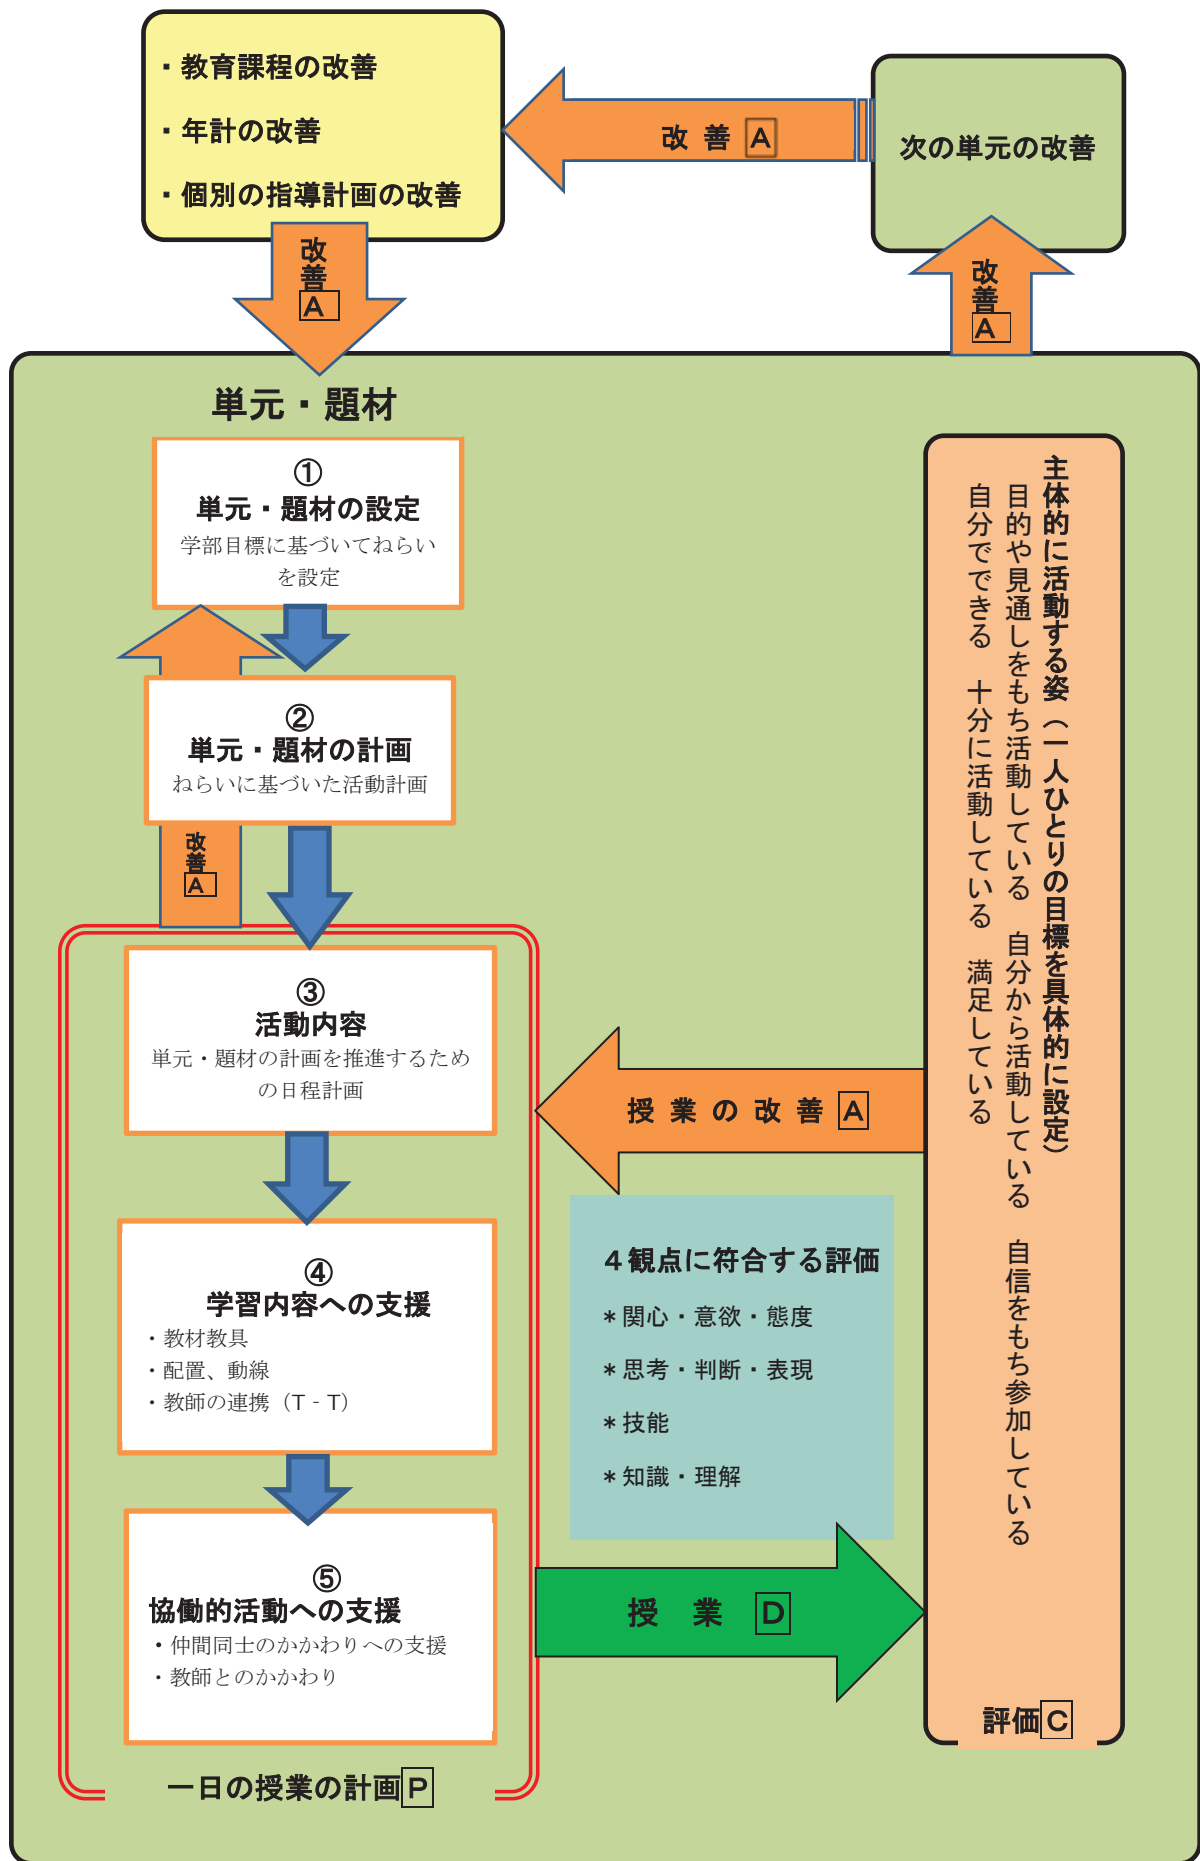 ・教育課程の改善
・年計の改善
・個別の指導計画の改善
改善 A
次の単元の改善
改善 A
改善 A
単元・題材
①
単元・題材の設定
学部目標に基づいてねらい
を設定
②
単元・題材の計画
ねらいに基づいた活動計画
改善 A
③
活動内容
単元・題材の計画を推進するため
の日程計画
④
学習内容への支援
・教材教具
・配置、動線
・教師の連携（T‐T）
⑤
協働的活動への支援
・仲間同士のかかわりへの支援
・教師とのかかわり
一日の授業の計画 P
授業の改善 A
４観点に符合する評価
＊関心・意欲・態度
＊思考・判断・表現
＊技能
＊知識・理解
授業 D
主体的に活動する姿（一人ひとりの目標を具体的に設定）
目的や見通しをもち活動している　自分から活動している　自信をもち参加している
自分でできる　十分に活動している　満足している
評価 C